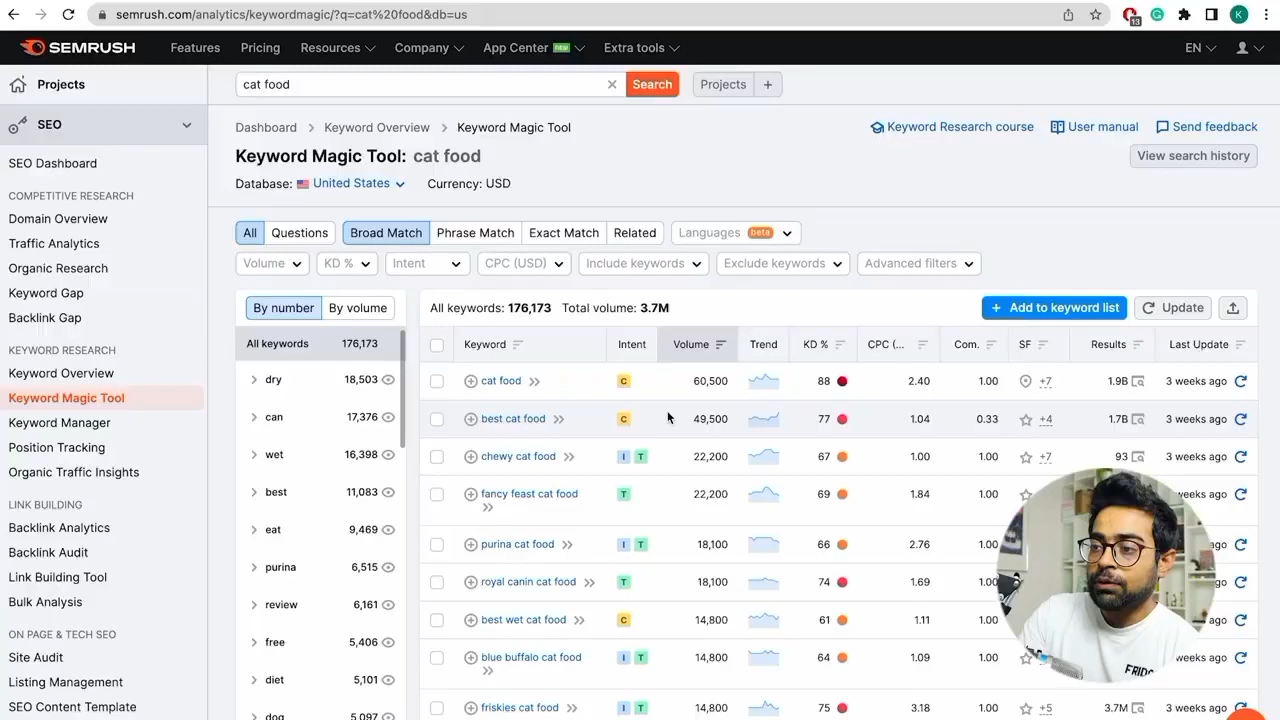 semrush.com/analytics/keywordmagic/?q=cat%20food&db=us
13
K
SEMRUSH Features Pricing Resources Company App Center NEW Extra tools EN
Projects
cat food Search Projects +
SEO
Dashboard Keyword Overview Keyword Magic Tool Keyword Research course User manual Send feedback
Keyword Magic Tool: cat food View search history
Database: United States Currency: USD
SEO Dashboard
COMPETITIVE RESEARCH
Domain Overview
Traffic Analytics
Organic Research
Keyword Gap
Backlink Gap
KEYWORD RESEARCH
Keyword Overview
Keyword Magic Tool
Keyword Manager
Position Tracking
Organic Traffic Insights
LINK BUILDING
Backlink Analytics
Backlink Audit
Link Building Tool
Bulk Analysis
ON PAGE & TECH SEO
Site Audit
Listing Management
SEO Content Template
All Questions Broad Match Phrase Match Exact Match Related Languages beta
Volume KD % Intent CPC (USD) Include keywords Exclude keywords Advanced filters
By number By volume
All keywords 176,173
dry 18,503
can 17,376
wet 16,398
best 11,083
eat 9,469
purina 6,515
review 6,161
free 5,406
diet 5,101
dog 5,097
All keywords: 176,173 Total volume: 3.7M + Add to keyword list Update
Keyword Intent Volume Trend KD % CPC (... Com. SF Results Last Update
cat food C 60,500 88 2.40 1.00 +7 1.9B 3 weeks ago
best cat food C 49,500 77 1.04 0.33 +4 1.7B 3 weeks ago
chewy cat food I T 22,200 67 1.00 1.00 +7 93 3 weeks ago
fancy feast cat food T 22,200 69 1.84 1.00 weeks ago
purina cat food I T 18,100 66 2.76 1.00 ago
royal canin cat food T 18,100 74 1.69 ago
best wet cat food C 14,800 61 1.11 ago
blue buffalo cat food I T 14,800 64 1.09 1.00 weeks ago
friskies cat food I T 14,800 75 3.18 1.00 +5 3.7M 3 weeks ago